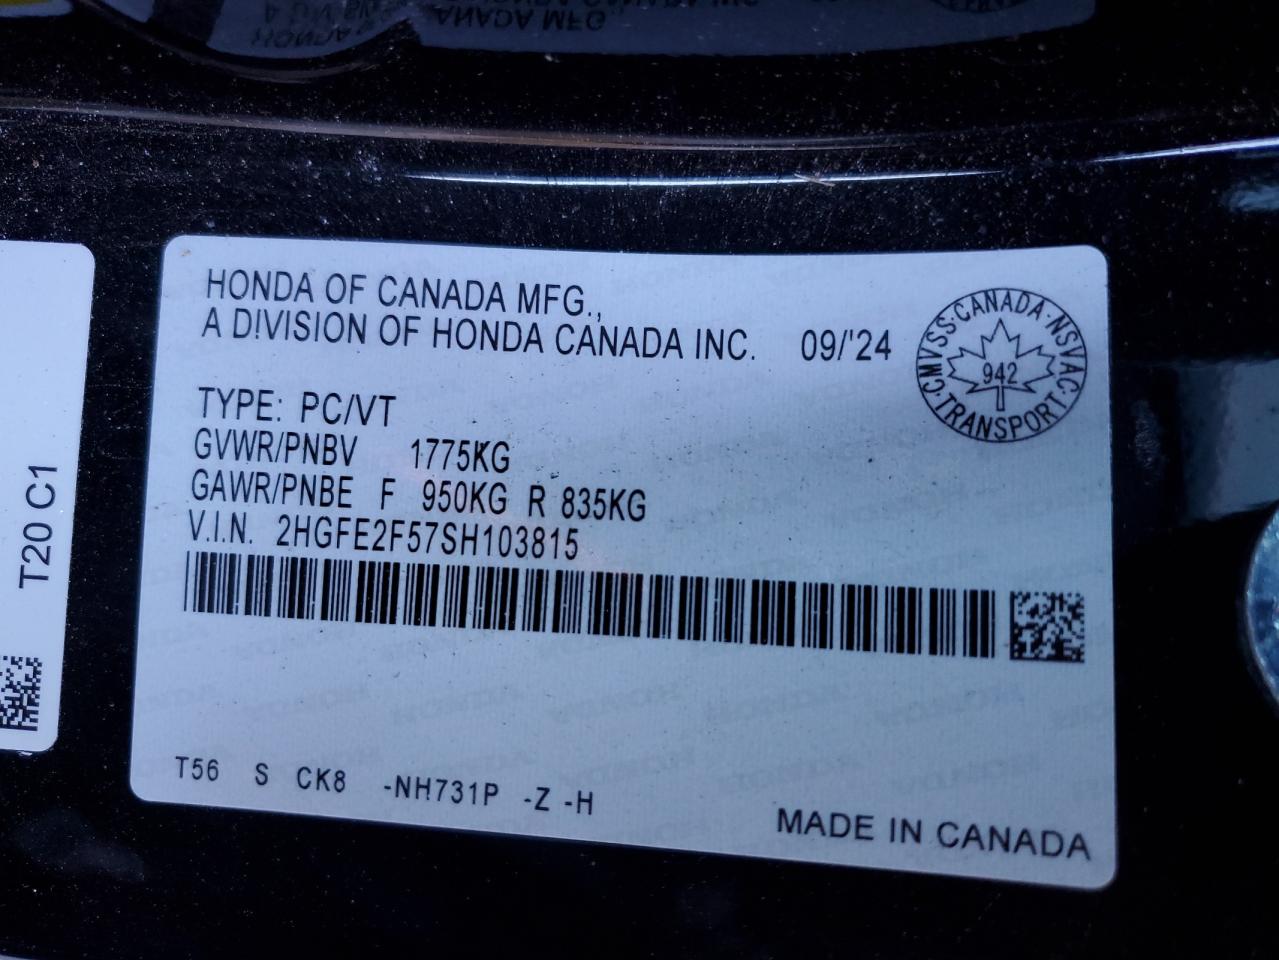 HONDA OF CANADA MFG.,
A DIVISION OF HONDA CANADA INC. 09/'24
CMVSS·CANADA·NSVAC·TRANSPORT·
942
TYPE: PC/VT
GVWR/PNBV 1775KG
GAWR/PNBE F 950KG R 835KG
V.I.N. 2HGFE2F57SH103815
T56 S CK8 -NH731P -Z -H
MADE IN CANADA
T20 C1